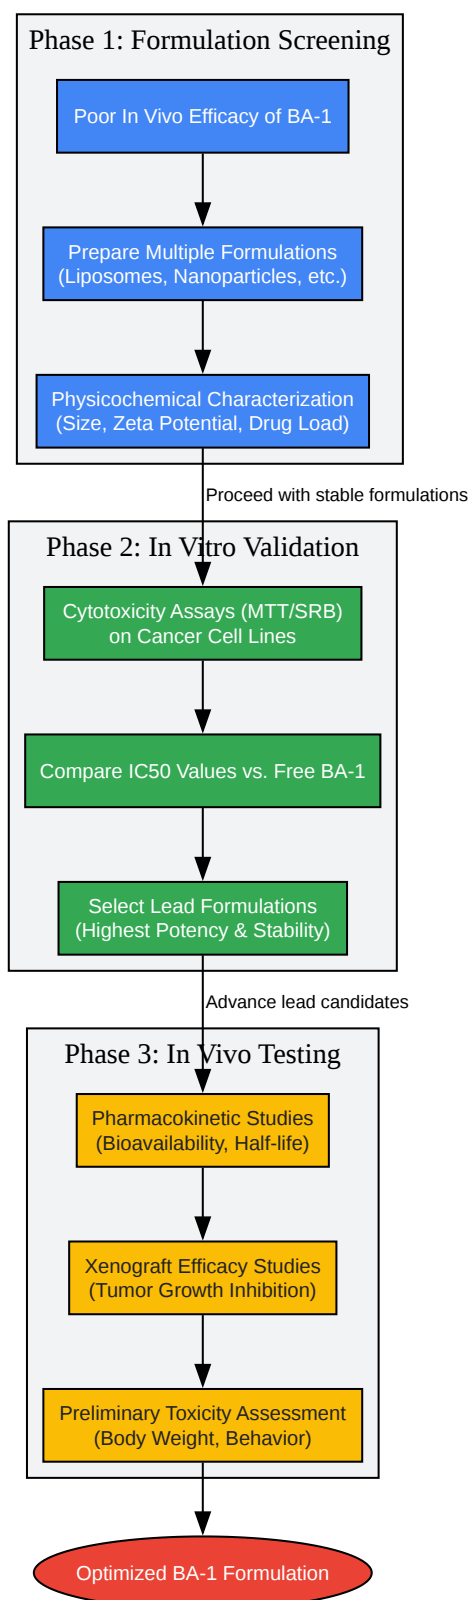 Phase 1: Formulation Screening
Poor In Vivo Efficacy of BA-1
Prepare Multiple Formulations
(Liposomes, Nanoparticles, etc.)
Physicochemical Characterization
(Size, Zeta Potential, Drug Load)
Proceed with stable formulations
Phase 2: In Vitro Validation
Cytotoxicity Assays (MTT/SRB)
on Cancer Cell Lines
Compare IC50 Values vs. Free BA-1
Select Lead Formulations
(Highest Potency & Stability)
Advance lead candidates
Phase 3: In Vivo Testing
Pharmacokinetic Studies
(Bioavailability, Half-life)
Xenograft Efficacy Studies
(Tumor Growth Inhibition)
Preliminary Toxicity Assessment
(Body Weight, Behavior)
Optimized BA-1 Formulation